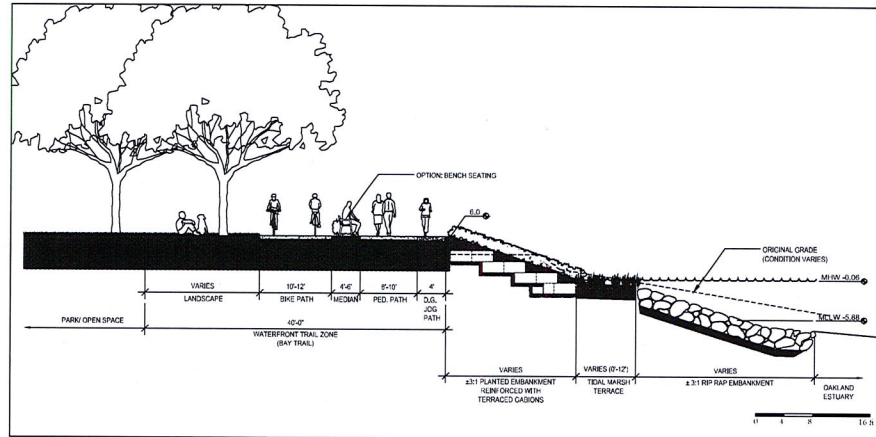 OPTION: BENCH SEATING
6.0
ORIGINAL GRADE
(CONDITION VARIES)
MHW -0.06
MLLW -5.88
VARIES
LANDSCAPE
10'-12'
BIKE PATH
4'-6'
MEDIAN
8'-10'
PED. PATH
4'
D.G.
JOG
PATH
PARK/ OPEN SPACE
40'-0"
WATERFRONT TRAIL ZONE
(BAY TRAIL)
VARIES
±3:1 PLANTED EMBANKMENT
REINFORCED WITH
TERRACED GABIONS
VARIES (0'-12')
TIDAL MARSH
TERRACE
VARIES
± 3:1 RIP RAP EMBANKMENT
OAKLAND
ESTUARY
0 4 8 16 ft